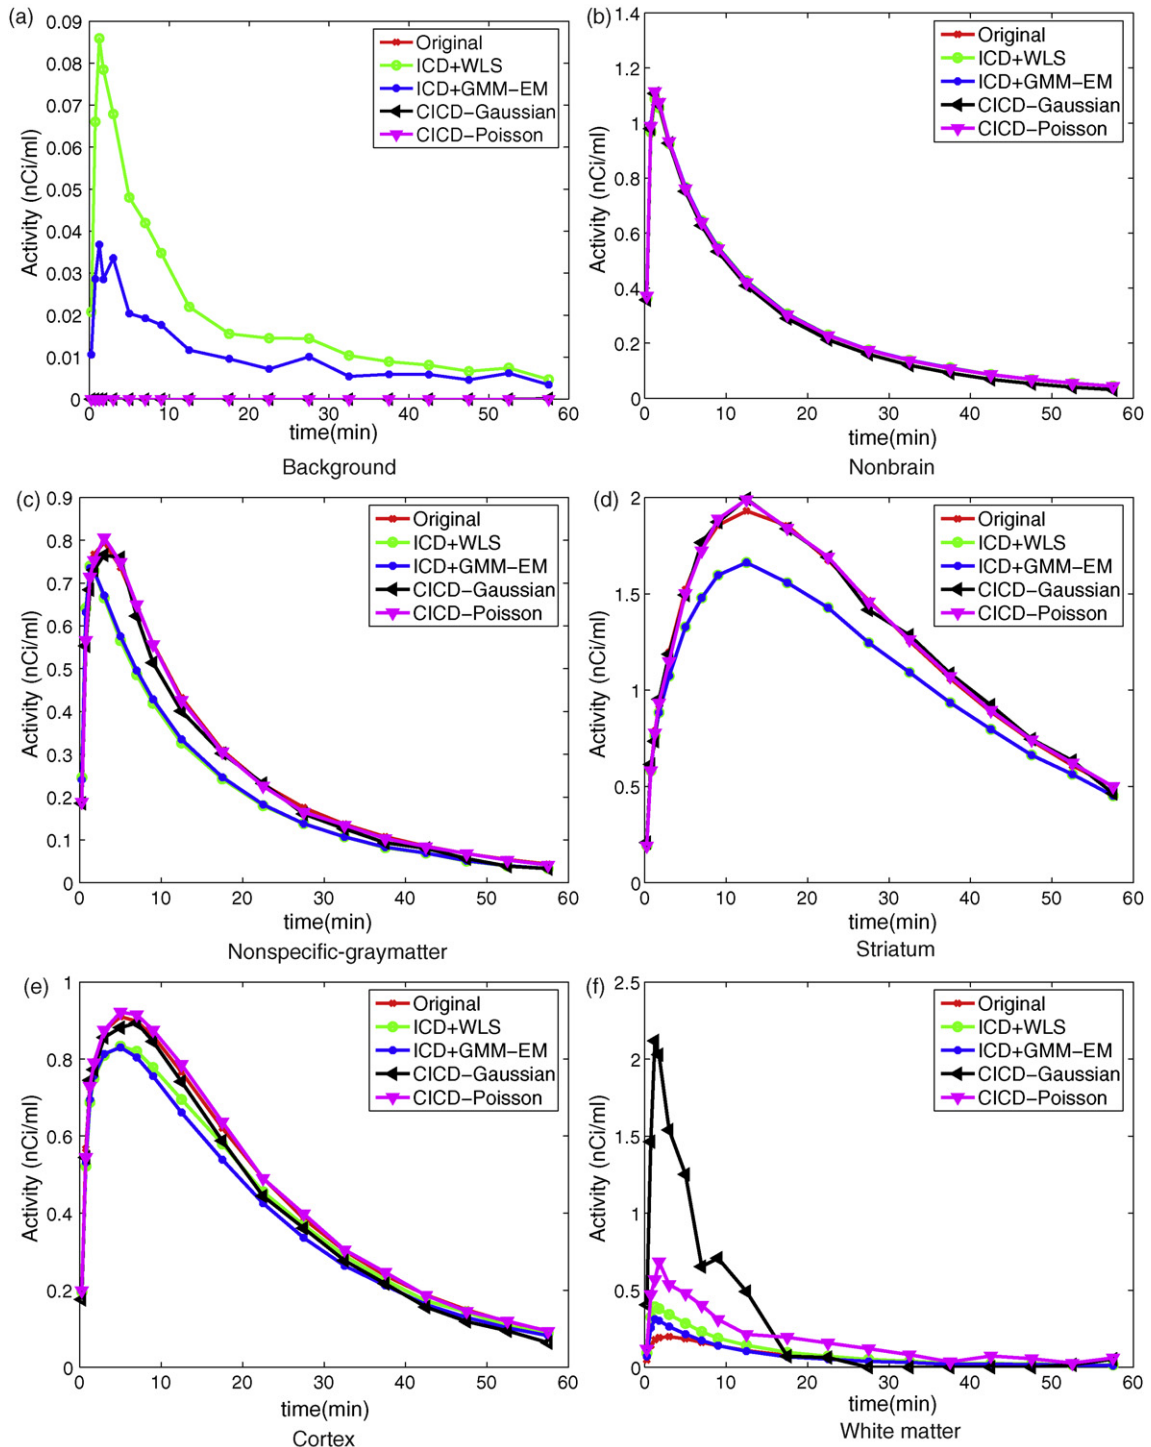 (a)
0.09
0.08
0.07
0.06
0.05
0.04
0.03
0.02
0.01
0
Activity (nCi/ml)
Original
ICD+WLS
ICD+GMM-EM
CICD-Gaussian
CICD-Poisson
0 10 20 30 40 50 60
time(min)
Background
(b)
1.4
1.2
1
0.8
0.6
0.4
0.2
0
Activity (nCi/ml)
Original
ICD+WLS
ICD+GMM-EM
CICD-Gaussian
CICD-Poisson
0 10 20 30 40 50 60
time(min)
Nonbrain
(c)
0.9
0.8
0.7
0.6
0.5
0.4
0.3
0.2
0.1
0
Activity (nCi/ml)
Original
ICD+WLS
ICD+GMM-EM
CICD-Gaussian
CICD-Poisson
0 10 20 30 40 50 60
time(min)
Nonspecific-graymatter
(d)
2
1.5
1
0.5
0
Activity (nCi/ml)
Original
ICD+WLS
ICD+GMM-EM
CICD-Gaussian
CICD-Poisson
0 10 20 30 40 50 60
time(min)
Striatum
(e)
1
0.8
0.6
0.4
0.2
0
Activity (nCi/ml)
Original
ICD+WLS
ICD+GMM-EM
CICD-Gaussian
CICD-Poisson
0 10 20 30 40 50 60
time(min)
Cortex
(f)
2.5
2
1.5
1
0.5
0
Activity (nCi/ml)
Original
ICD+WLS
ICD+GMM-EM
CICD-Gaussian
CICD-Poisson
0 10 20 30 40 50 60
time(min)
White matter